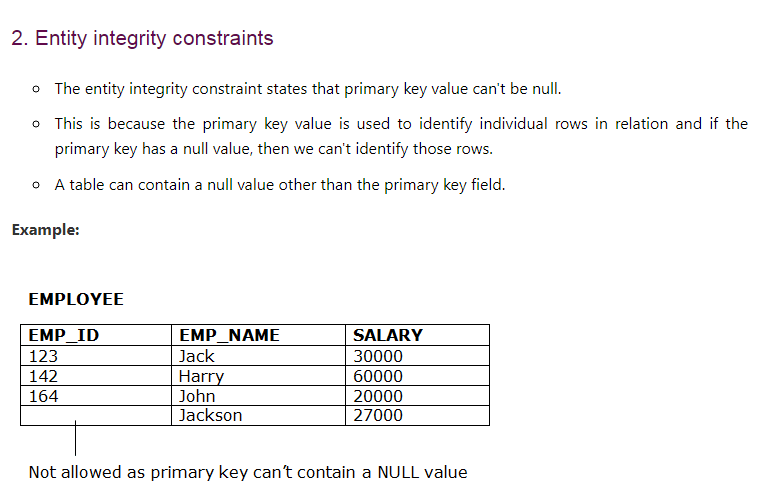 2. Entity integrity constraints
The entity integrity constraint states that primary key value can't be null.
This is because the primary key value is used to identify individual rows in relation and if the
primary key has a null value, then we can't identify those rows.
A table can contain a null value other than the primary key field.
Example:
EMPLOYEE
EMP_ID EMP_NAME SALARY
123 Jack 30000
142 Harry 60000
164 John 20000
Jackson 27000
Not allowed as primary key can't contain a NULL value